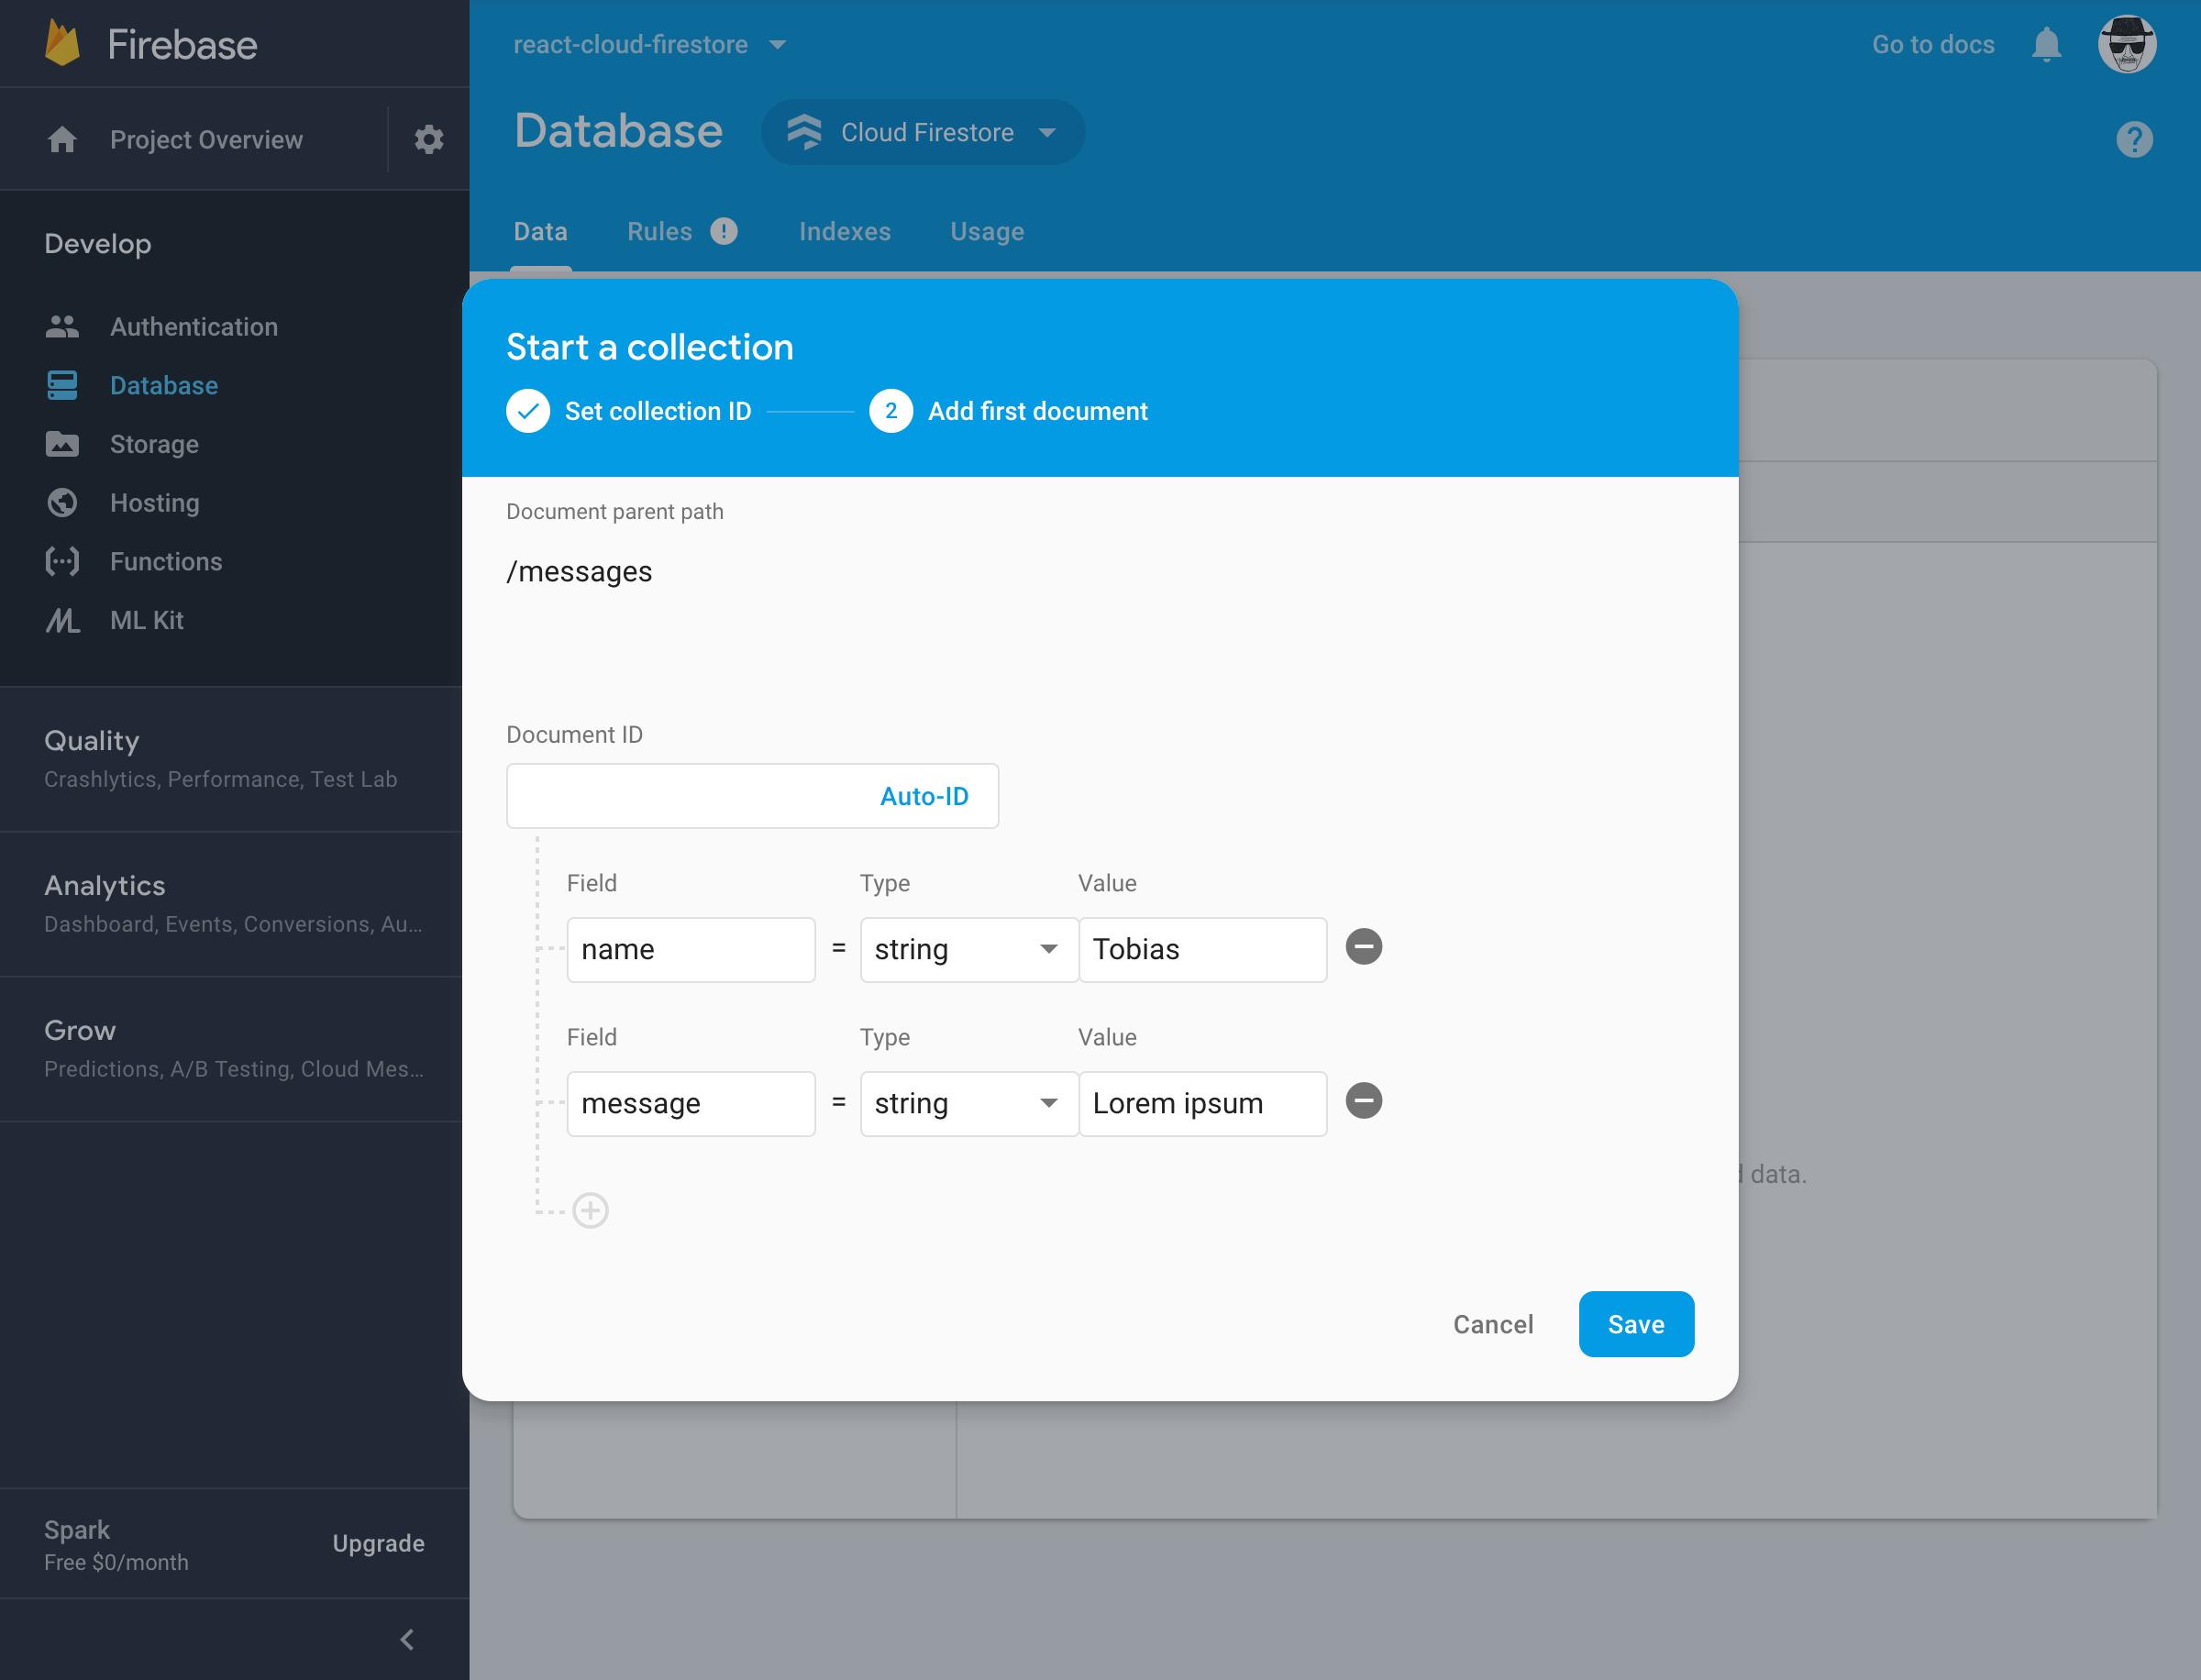 Firebase
Project Overview
Develop
Authentication
Database
Storage
Hosting
Functions
ML Kit
Quality
Crashlytics, Performance, Test Lab
Analytics
Dashboard, Events, Conversions, Au...
Grow
Predictions, A/B Testing, Cloud Mes...
Spark
Free $0/month
Upgrade
react-cloud-firestore
Go to docs
Database
Cloud Firestore
Data Rules Indexes Usage
Start a collection
Set collection ID 2 Add first document
Document parent path
/messages
Document ID
Auto-ID
Field Type Value
name = string Tobias
Field Type Value
message = string Lorem ipsum
data.
Cancel Save